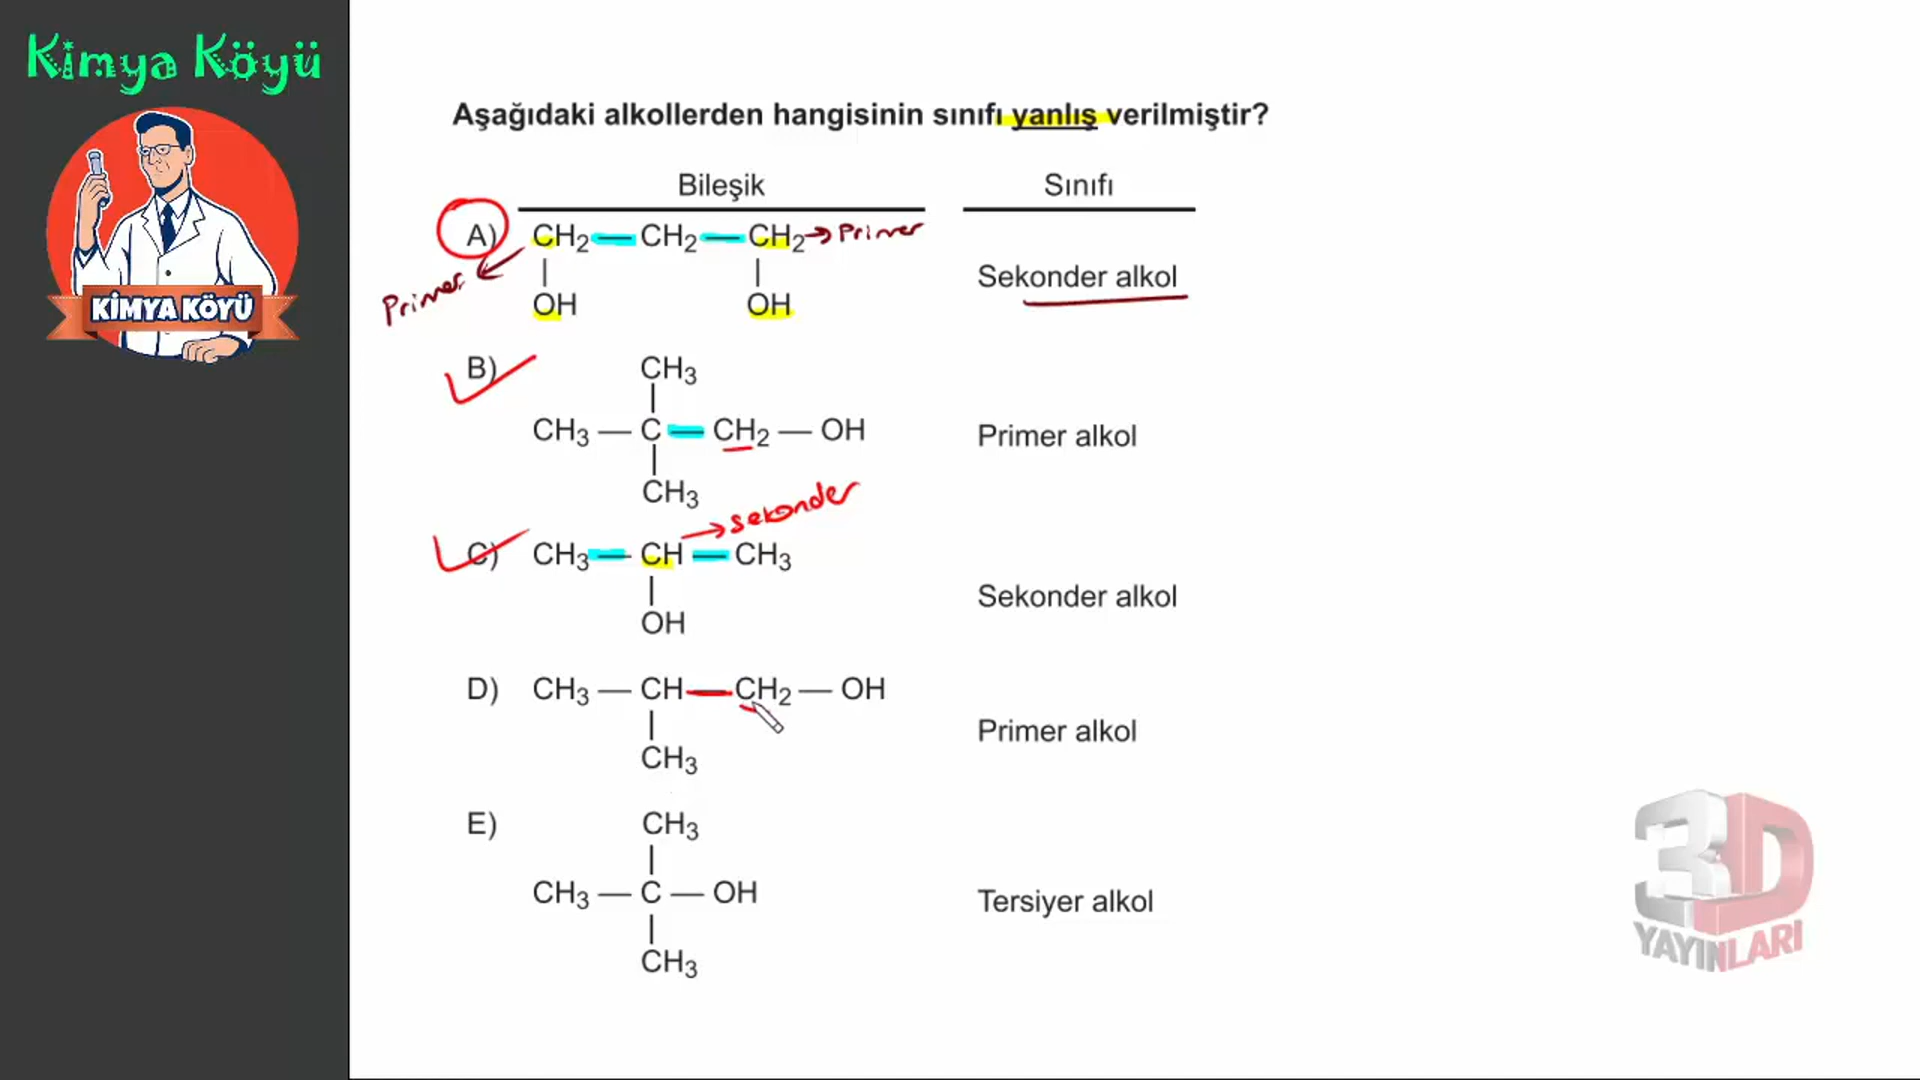 Kimya Köyü
KİMYA KÖYÜ
Aşağıdaki alkollerden hangisinin sınıfı yanlış verilmiştir?
Bileşik Sınıfı
A) CH2 — CH2 — CH2 → Primer
Primer
| |
OH OH
Sekonder alkol
B) CH3
|
CH3 — C — CH2 — OH
Primer alkol
|
CH3
→ sekonder
C) CH3 — CH — CH3
|
OH
Sekonder alkol
D) CH3 — CH — CH2 — OH
|
CH3
Primer alkol
E) CH3
|
CH3 — C — OH
Tersiyer alkol
|
CH3
3D
YAYINLARI